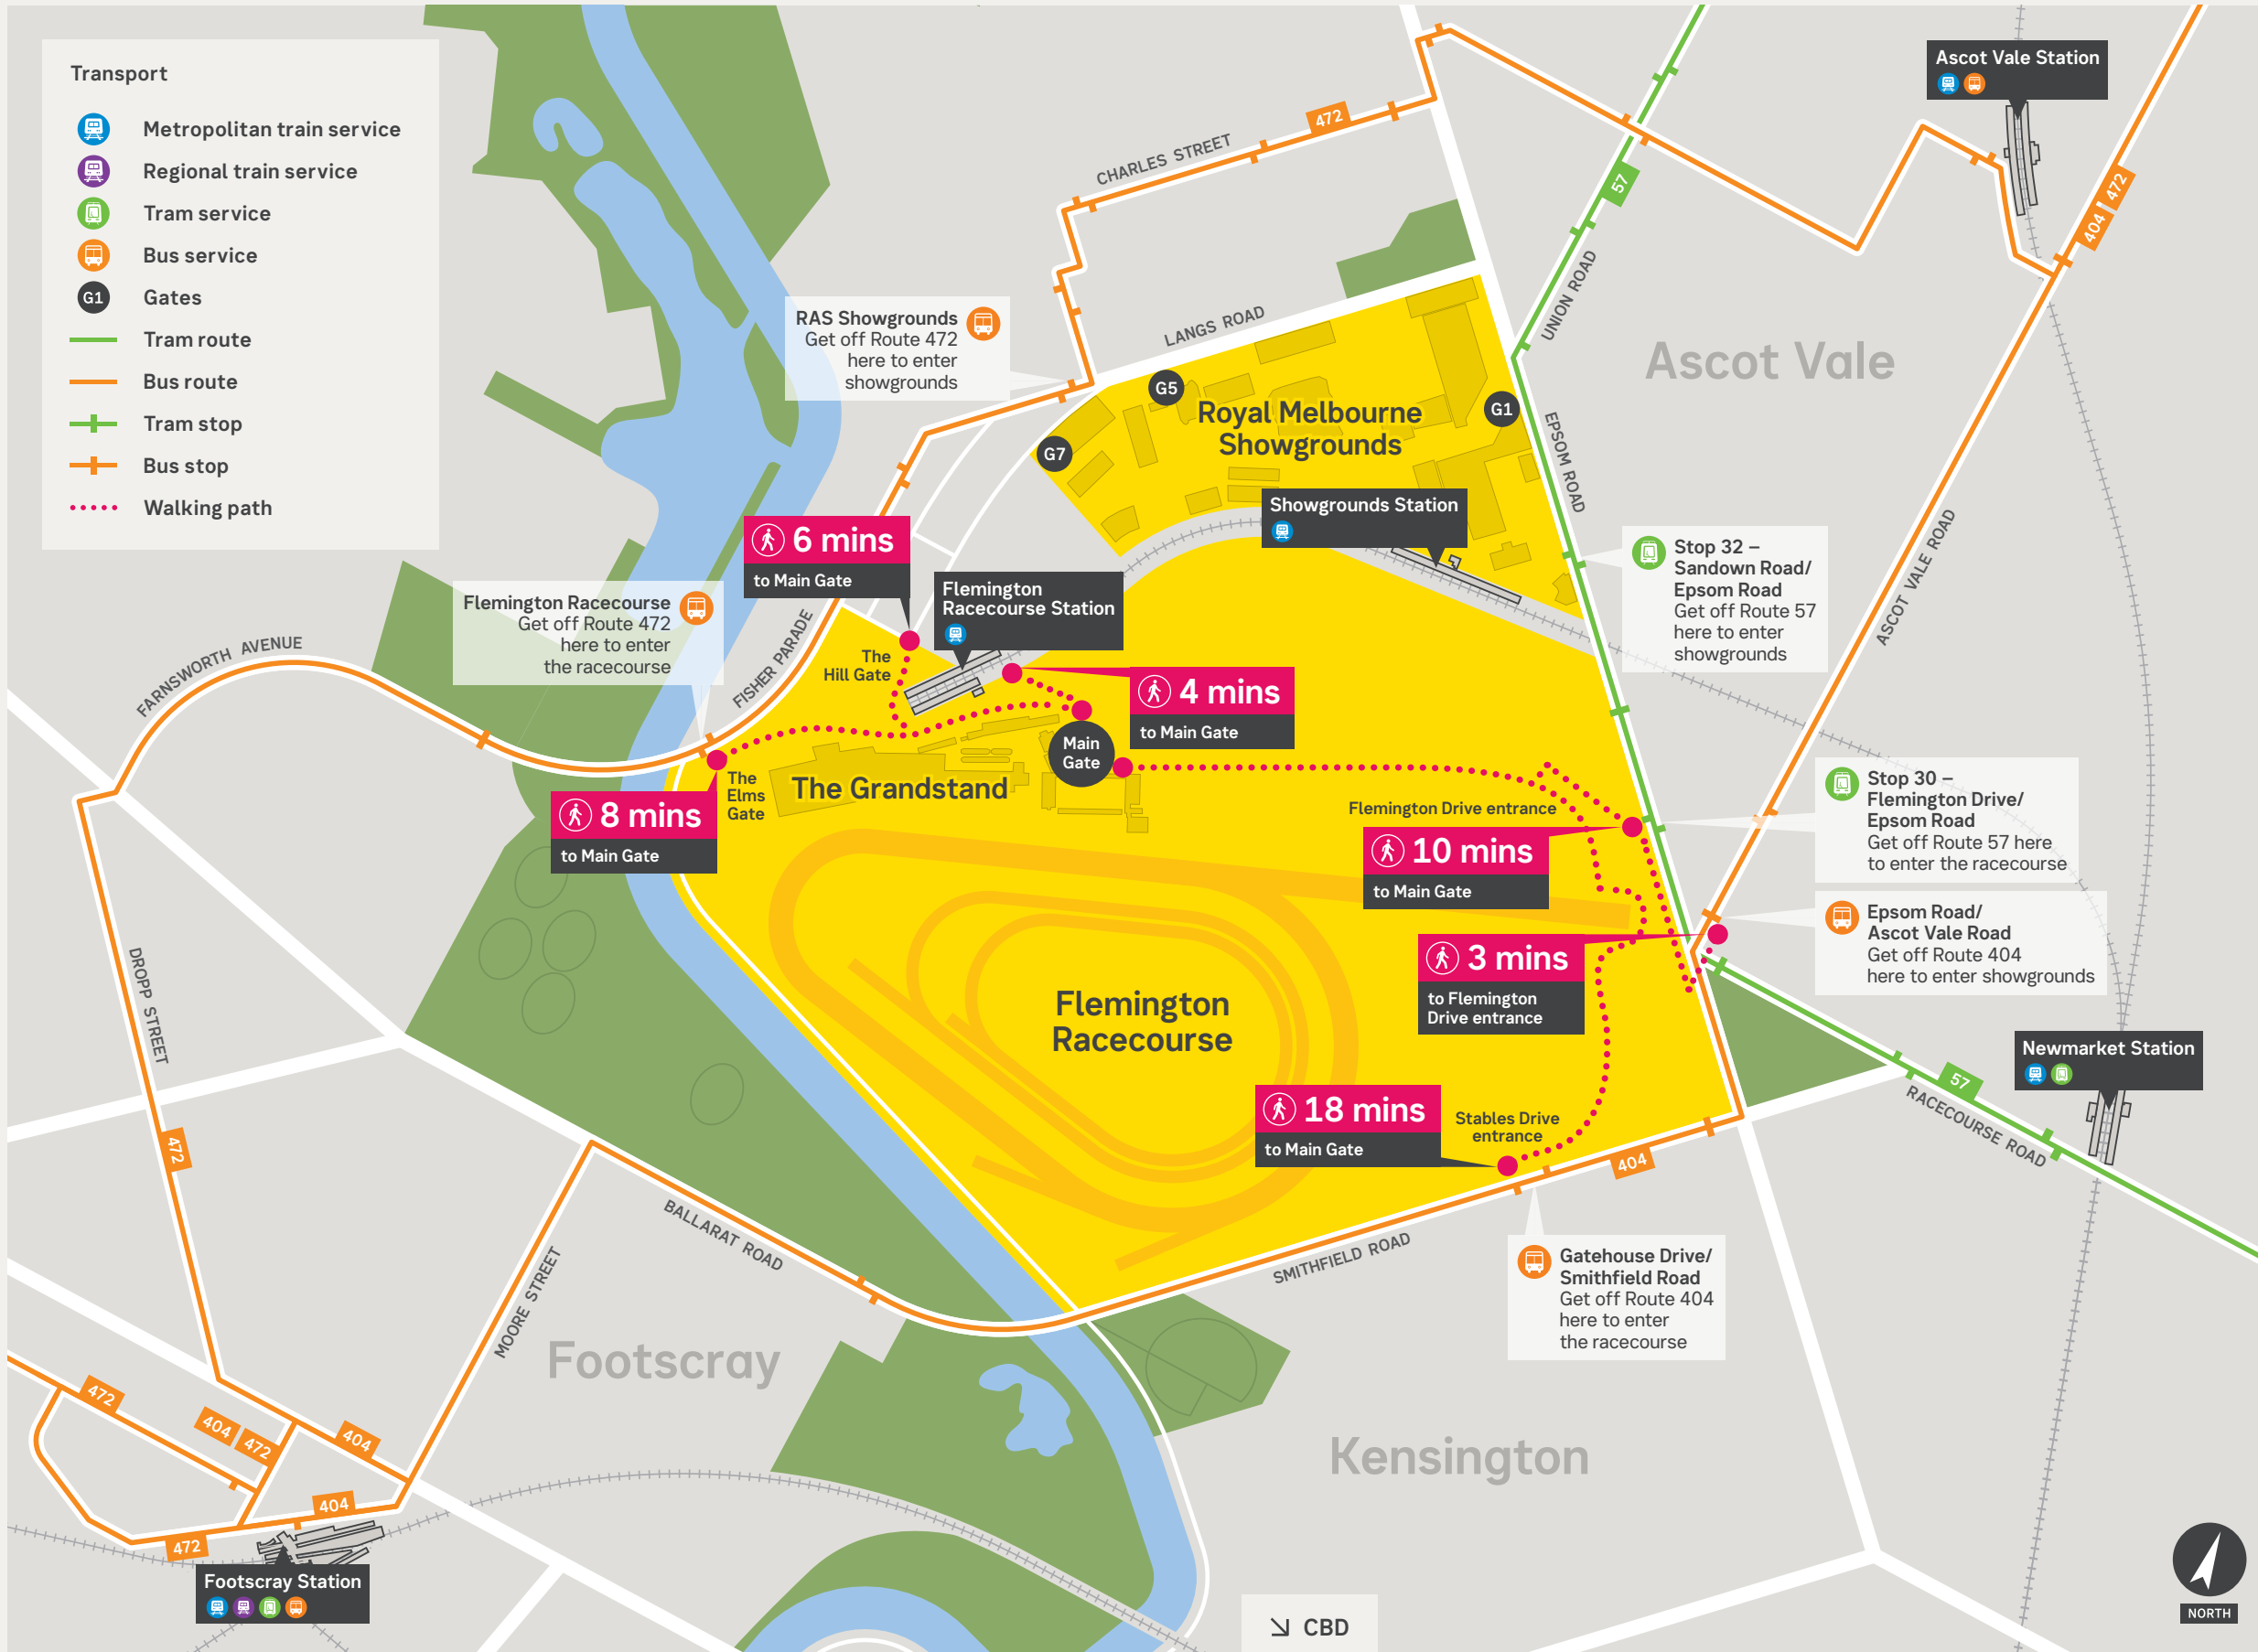 Transport
Metropolitan train service
Regional train service
Tram service
Bus service
G1
Gates
Tram route
Bus route
Tram stop
Bus stop
Walking path
Ascot Vale Station
472
CHARLES STREET
57
404
472
UNION ROAD
LANGS ROAD
RAS Showgrounds
Get off Route 472
here to enter
showgrounds
Ascot Vale
G5
G1
G7
Royal Melbourne
Showgrounds
EPSOM ROAD
Showgrounds Station
6 mins
to Main Gate
Stop 32 –
Sandown Road/
Epsom Road
Get off Route 57
here to enter
showgrounds
ASCOT VALE ROAD
Flemington
Racecourse Station
Flemington Racecourse
Get off Route 472
here to enter
the racecourse
FARNSWORTH AVENUE
FISHER PARADE
The
Hill Gate
4 mins
to Main Gate
Main
Gate
The
Elms
Gate
The Grandstand
8 mins
to Main Gate
Flemington Drive entrance
10 mins
to Main Gate
Stop 30 –
Flemington Drive/
Epsom Road
Get off Route 57 here
to enter the racecourse
Epsom Road/
Ascot Vale Road
Get off Route 404
here to enter showgrounds
3 mins
to Flemington
Drive entrance
Flemington
Racecourse
DROPP STREET
Newmarket Station
57
RACECOURSE ROAD
18 mins
to Main Gate
Stables Drive
entrance
472
404
BALLARAT ROAD
SMITHFIELD ROAD
Gatehouse Drive/
Smithfield Road
Get off Route 404
here to enter
the racecourse
MOORE STREET
Footscray
Kensington
472
404
472
404
404
472
Footscray Station
CBD
NORTH